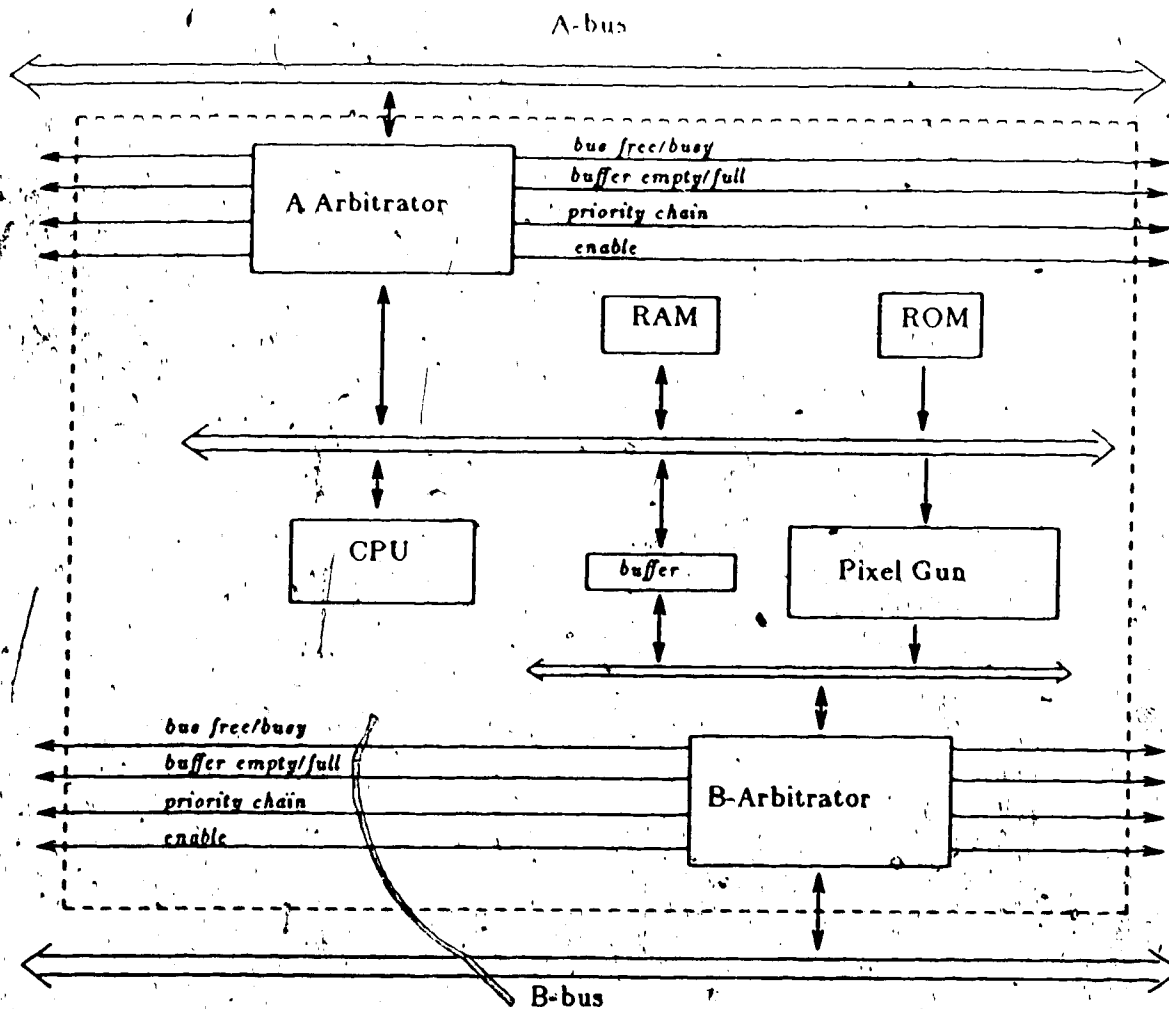 A-bus
bus free/busy
buffer empty/full
A Arbitrator
priority chain
enable
RAM
ROM
CPU
buffer
Pixel Gun
bus free/busy
buffer empty/full
priority chain
B-Arbitrator
enable
B-bus